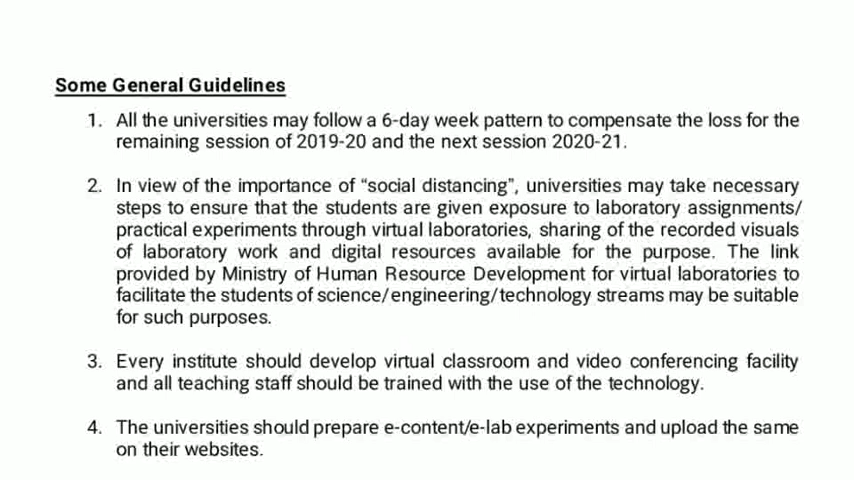 Some General Guidelines
1. All the universities may follow a 6-day week pattern to compensate the loss for the
remaining session of 2019-20 and the next session 2020-21.
2. In view of the importance of “social distancing”, universities may take necessary
steps to ensure that the students are given exposure to laboratory assignments/
practical experiments through virtual laboratories, sharing of the recorded visuals
of laboratory work and digital resources available for the purpose. The link
provided by Ministry of Human Resource Development for virtual laboratories to
facilitate the students of science/engineering/technology streams may be suitable
for such purposes.
3. Every institute should develop virtual classroom and video conferencing facility
and all teaching staff should be trained with the use of the technology.
4. The universities should prepare e-content/e-lab experiments and upload the same
on their websites.